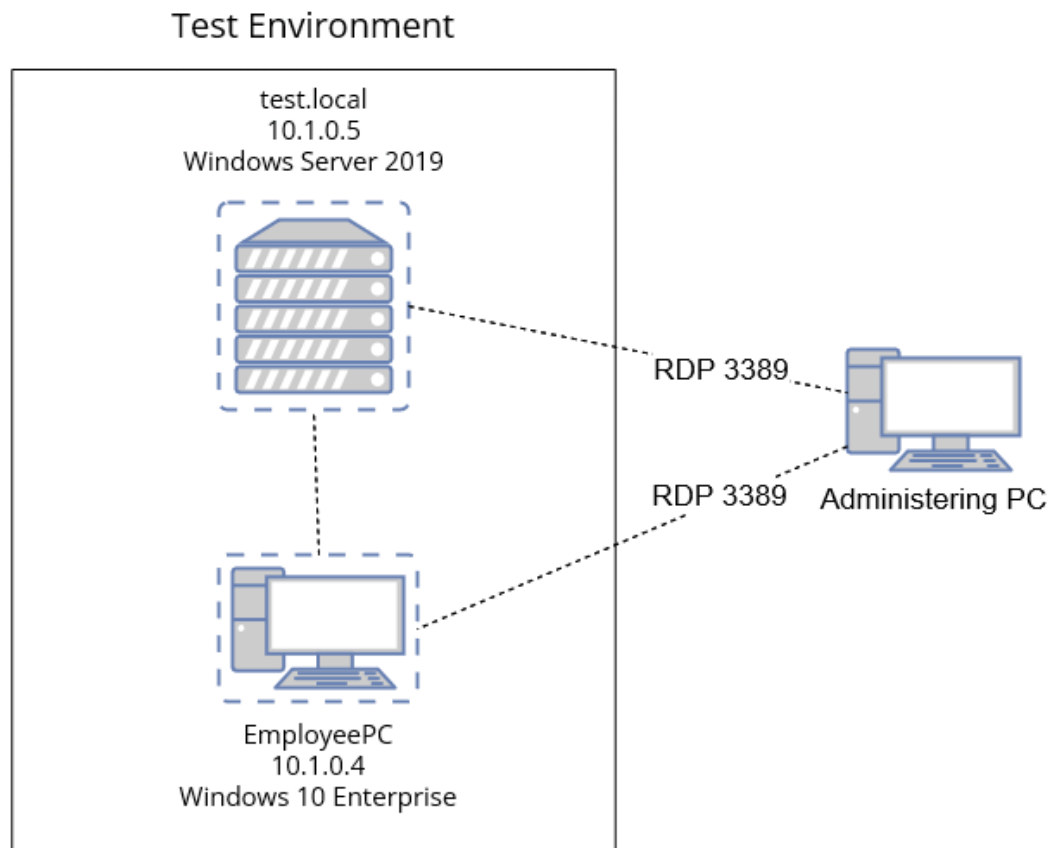 Test Environment
test.local
10.1.0.5
Windows Server 2019
RDP 3389
RDP 3389
Administering PC
EmployeePC
10.1.0.4
Windows 10 Enterprise